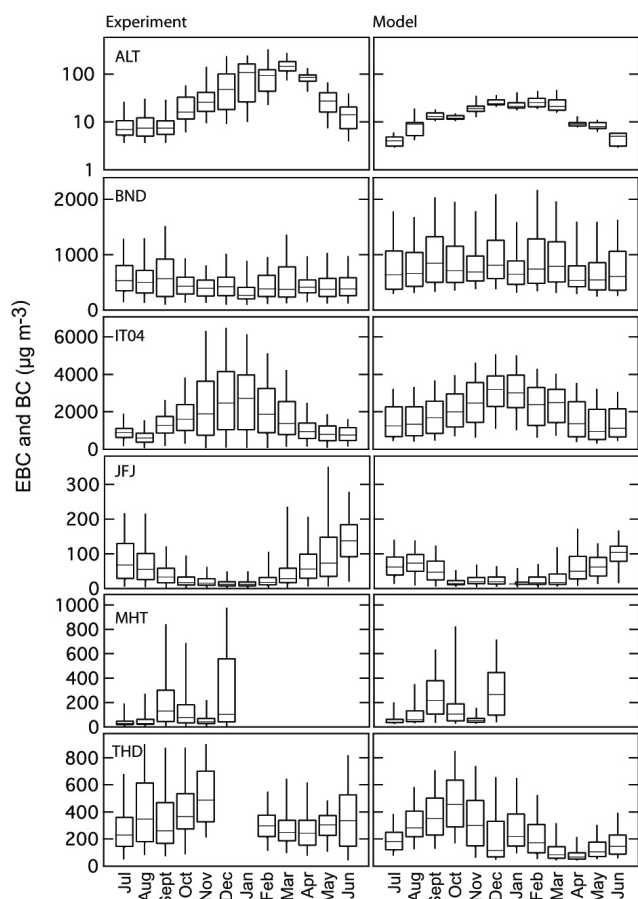 Experiment Model
ALT
100
10
1
BND
2000
1000
0
IT04
6000
4000
2000
0
JFJ
300
200
100
0
MHT
1000
800
600
400
200
0
THD
800
600
400
200
0
EBC and BC (µg m-3)
Jul Aug Sept Oct Nov Dec Jan Feb Mar Apr May Jun Jul Aug Sept Oct Nov Dec Jan Feb Mar Apr May Jun